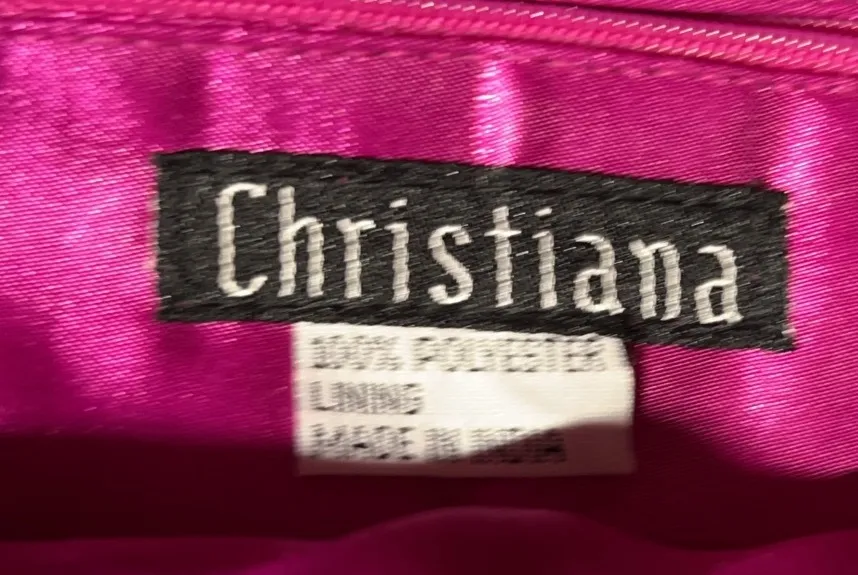 Christiana
100% POLYESTER
LINING
MADE IN INDIA